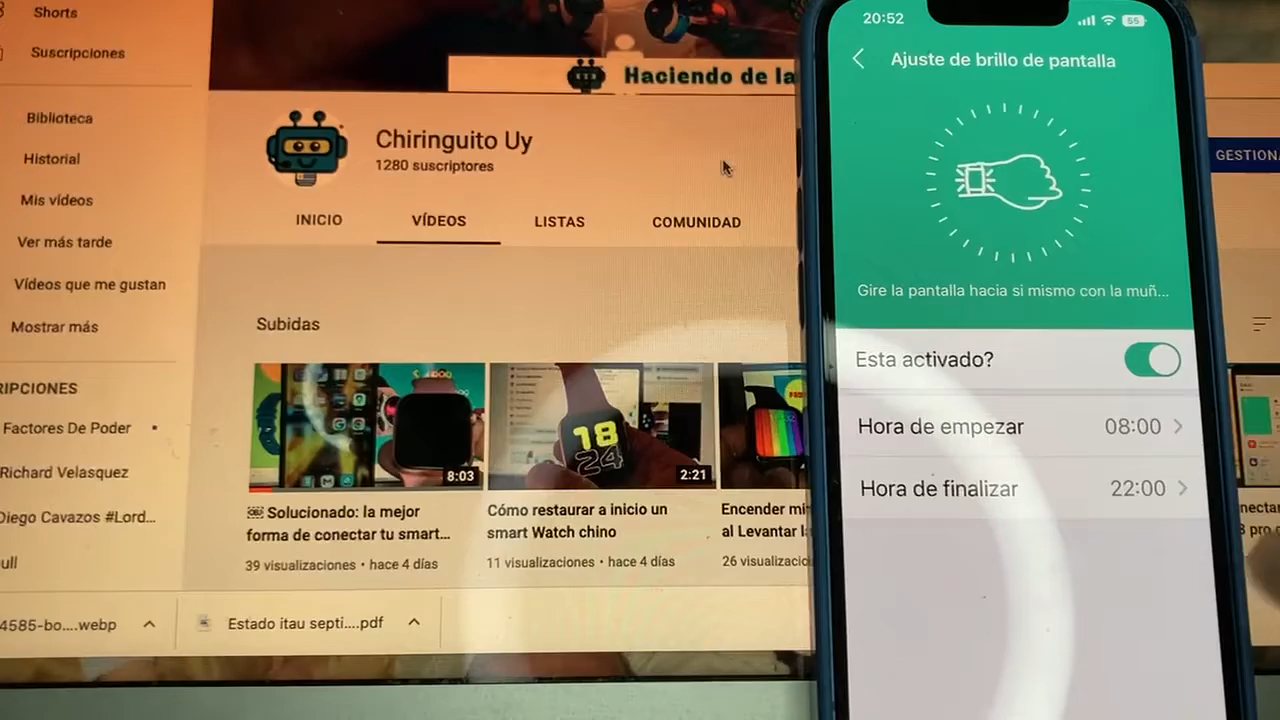 Shorts
Suscripciones
Biblioteca
Historial
Mis vídeos
Ver más tarde
Vídeos que me gustan
Mostrar más
RIPCIONES
Factores De Poder
Richard Velasquez
Diego Cavazos #Lord...
ull
Haciendo de la
Chiringuito Uy
1280 suscriptores
INICIO
VÍDEOS
LISTAS
COMUNIDAD
GESTIONA
Subidas
8:03
Solucionado: la mejor
forma de conectar tu smart...
39 visualizaciones • hace 4 días
18
24
2:21
Cómo restaurar a inicio un
smart Watch chino
11 visualizaciones • hace 4 días
Encender mi
al Levantar l
26 visualizacio
4585-bo....webp
Estado itau septi....pdf
20:52
55
Ajuste de brillo de pantalla
Gire la pantalla hacia si mismo con la muñ...
Esta activado?
Hora de empezar 08:00
Hora de finalizar 22:00